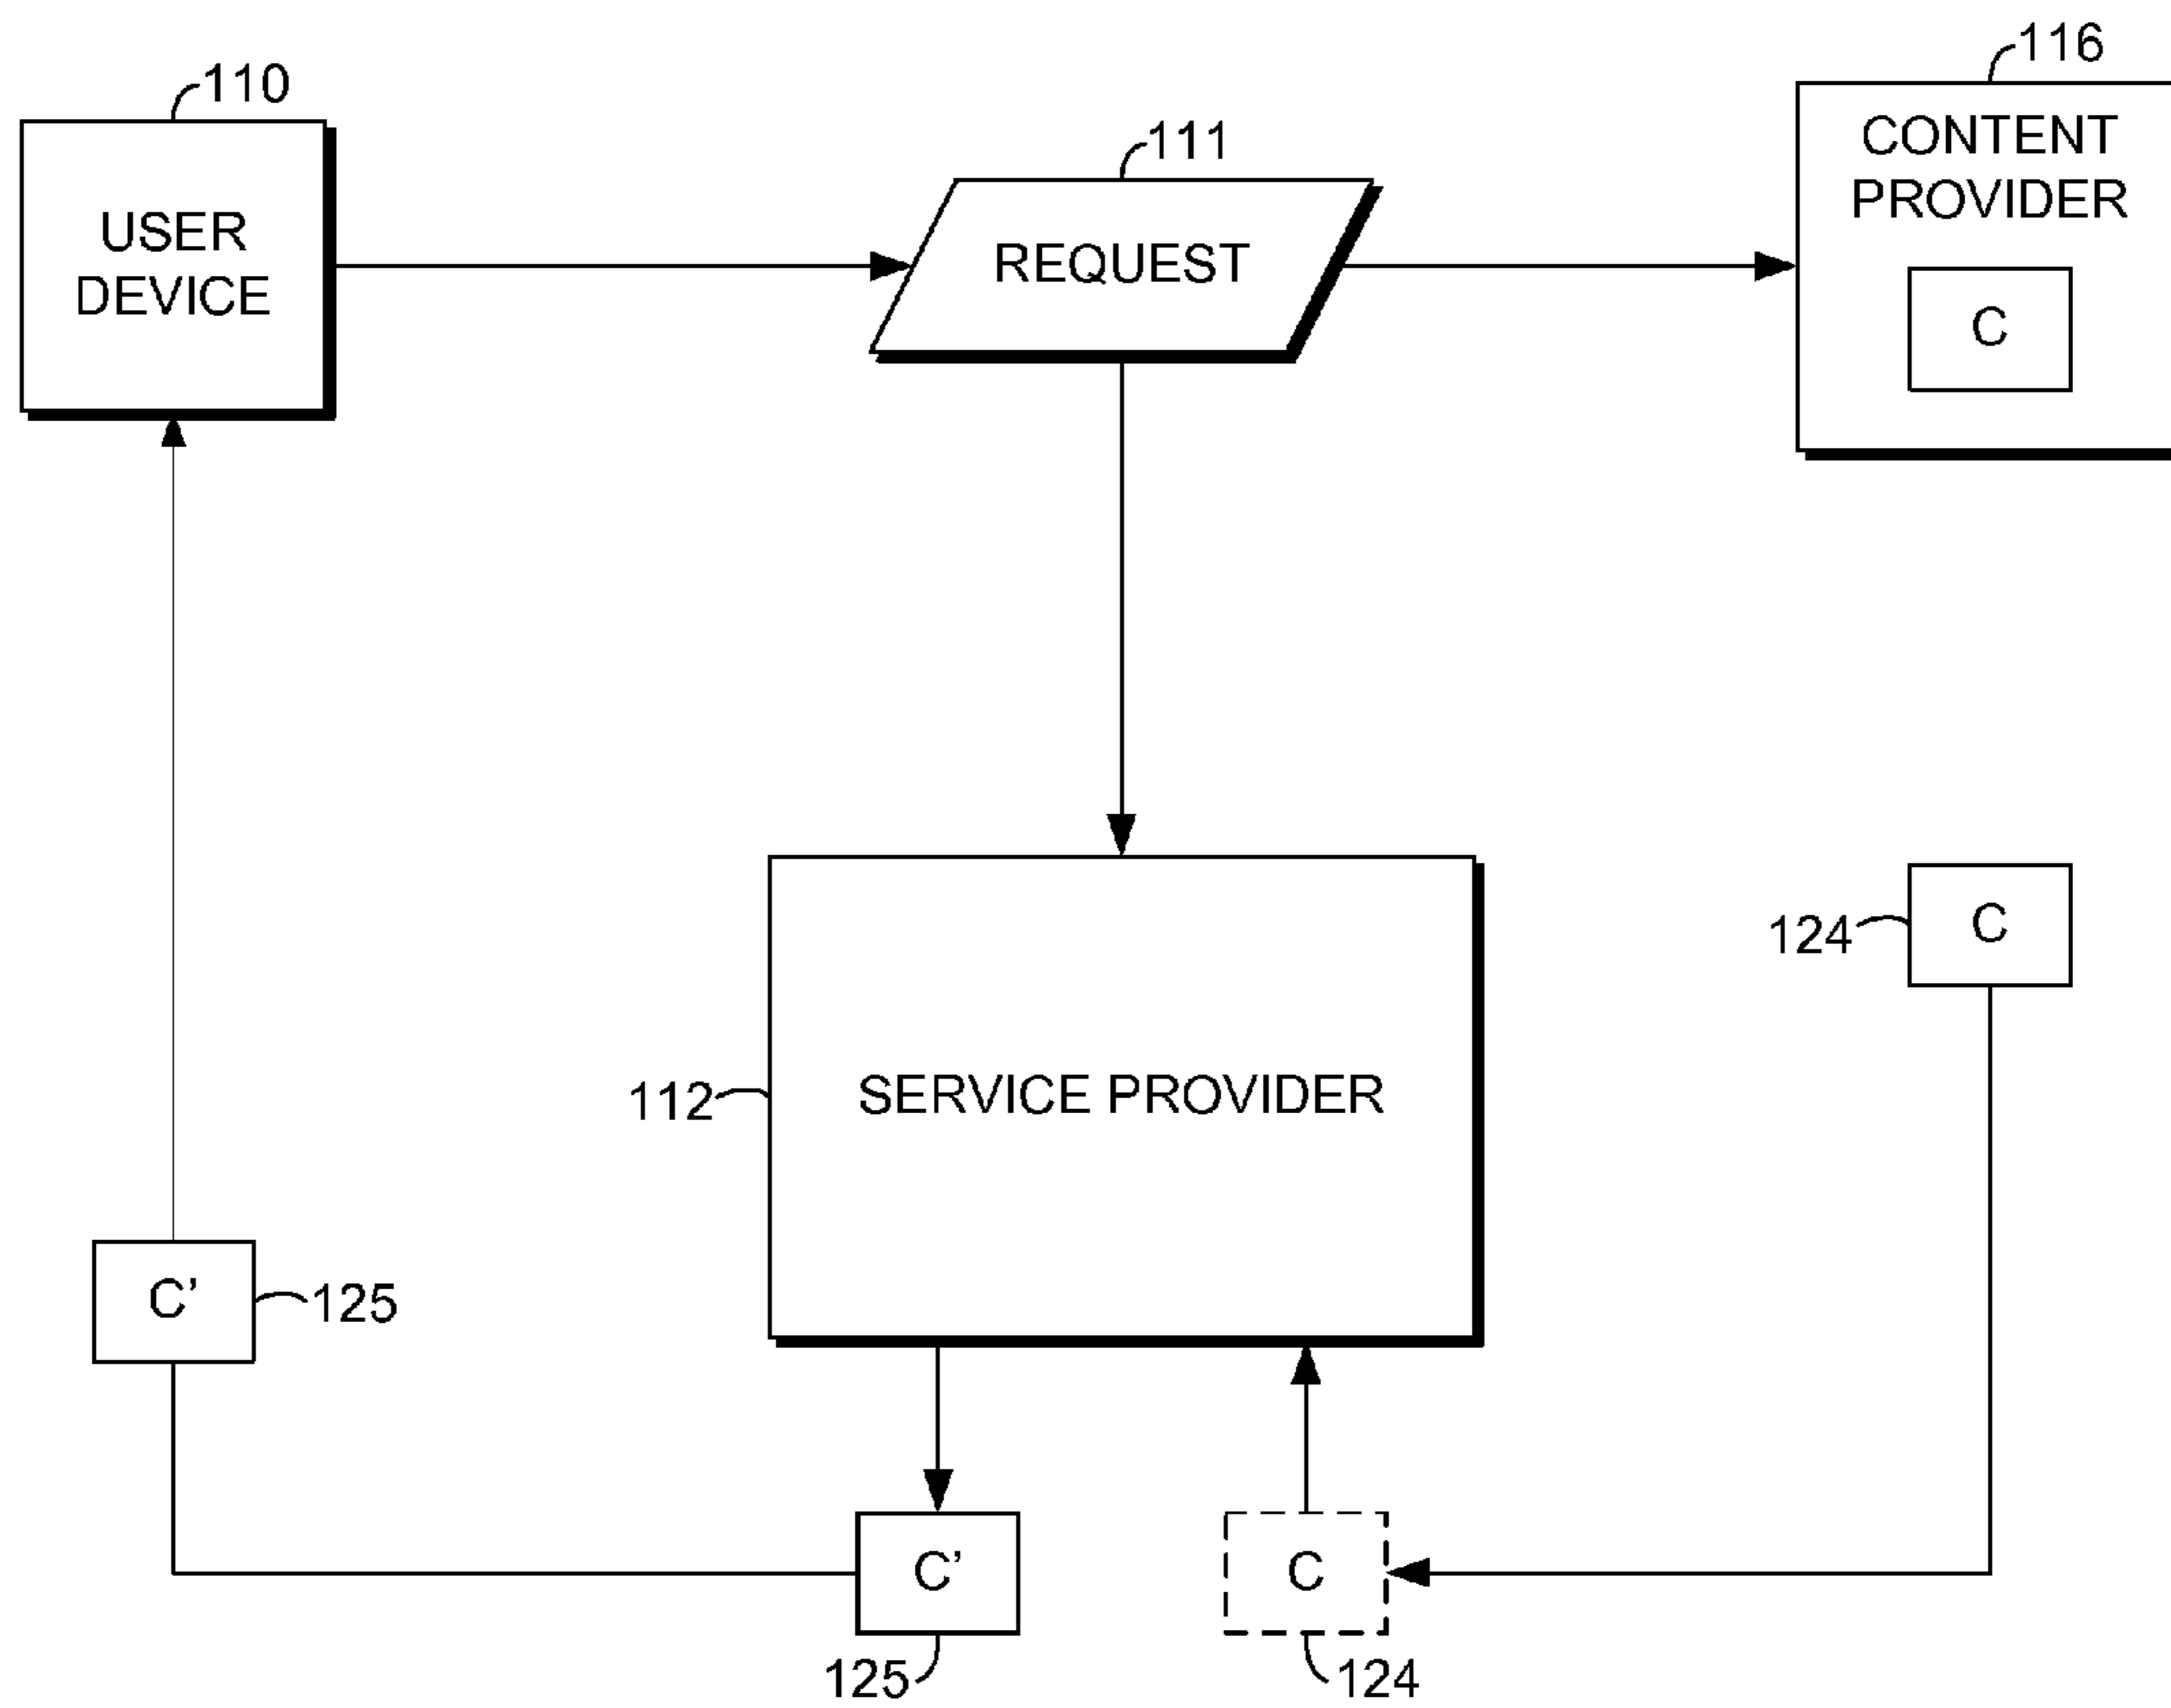 110
USER
DEVICE
111
REQUEST
116
CONTENT
PROVIDER
C
124
C
112
SERVICE PROVIDER
C’
125
C’
125
C
124